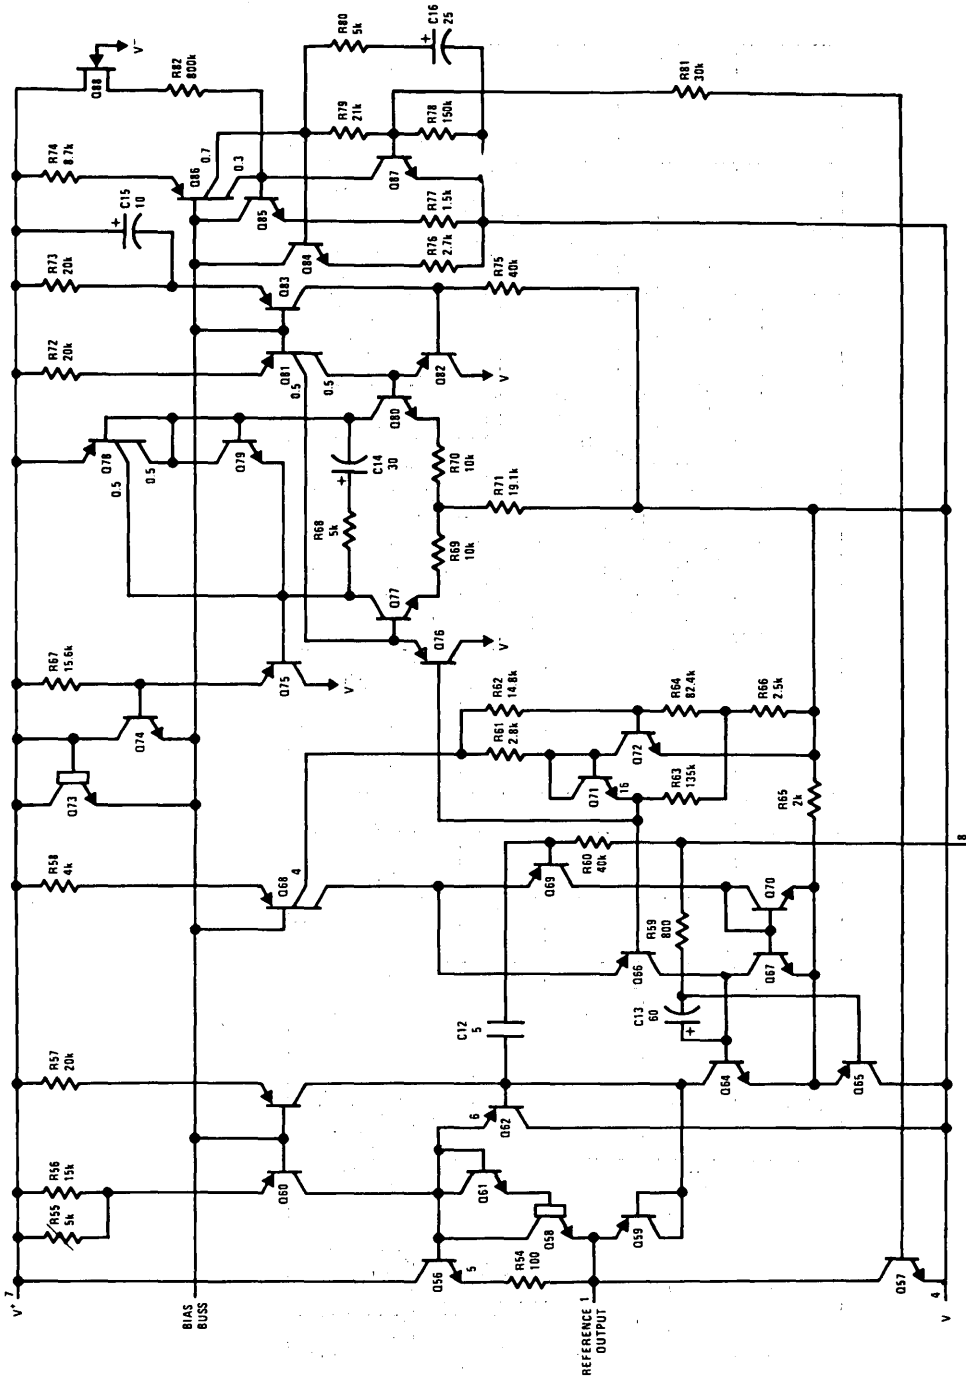 V+ 7
R55
5k
R56
15k
R57
20k
R58
4k
R67
15.6k
R72
20k
R73
20k
R74
8.7k
Q88
V-
Q73
Q74
Q78
0.5
0.5
C15
10
R82
800k
BIAS
BUSS
Q86
0.7
0.3
Q60
Q68
4
Q75
V-
Q79
Q81
0.5
0.5
Q83
Q85
Q84
R80
5k
R68
5k
C14
30
R79
21k
Q56
5
Q61
Q62
6
C12
5
Q76
V-
Q77
Q80
Q82
V-
Q87
R78
150k
C16
25
R76
2.7k
R77
1.5k
R54
100
Q58
Q69
R61
2.8k
R62
14.8k
R69
10k
R70
10k
R71
19.1k
R75
40k
REFERENCE 1
OUTPUT
Q59
C13
60
R59
800
R60
40k
Q66
Q71
16
Q72
R63
135k
R64
82.4k
R81
30k
Q64
Q67
Q70
R65
2k
R66
2.5k
Q65
Q57
4
V
8